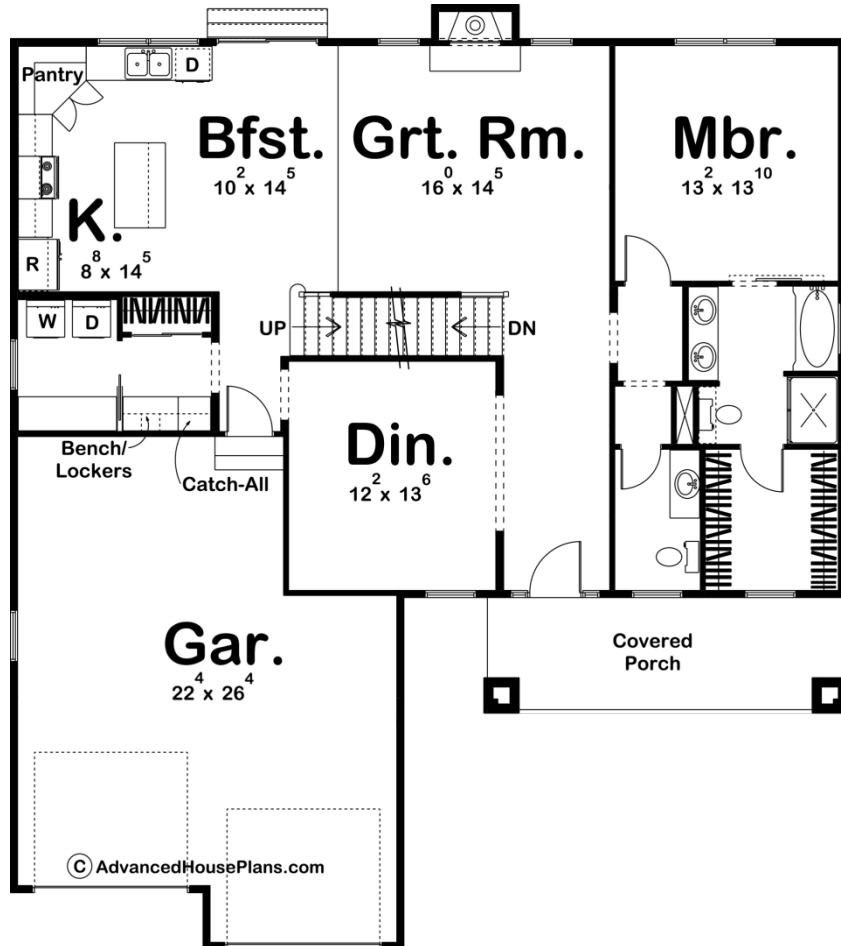 Pantry
D
Bfst.
10² x 14⁵
Grt. Rm.
16⁰ x 14⁵
Mbr.
13² x 13¹⁰
K.
8⁸ x 14⁵
R
W
D
UP
DN
Bench/
Lockers
Catch-All
Din.
12² x 13⁶
Gar.
22⁴ x 26⁴
Covered
Porch
© AdvancedHousePlans.com